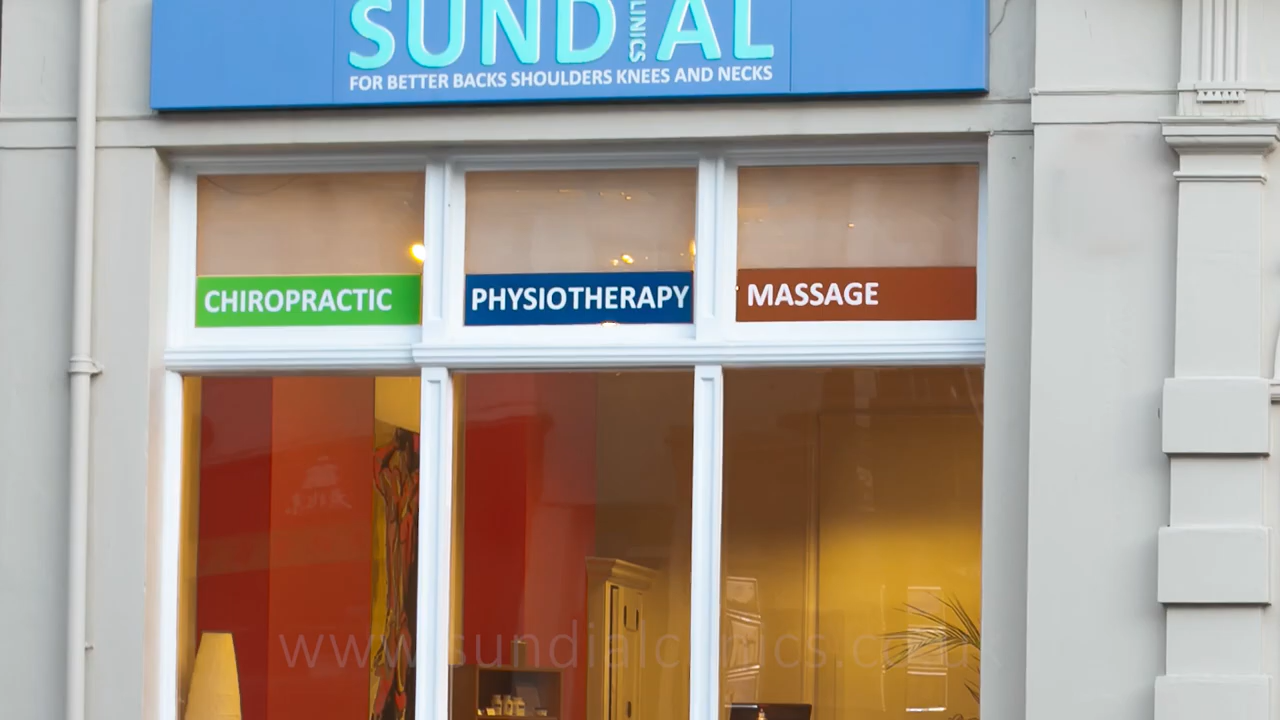 SUNDIAL
CLINICS
FOR BETTER BACKS SHOULDERS KNEES AND NECKS
CHIROPRACTIC PHYSIOTHERAPY MASSAGE
www.sundialclinics.co.uk